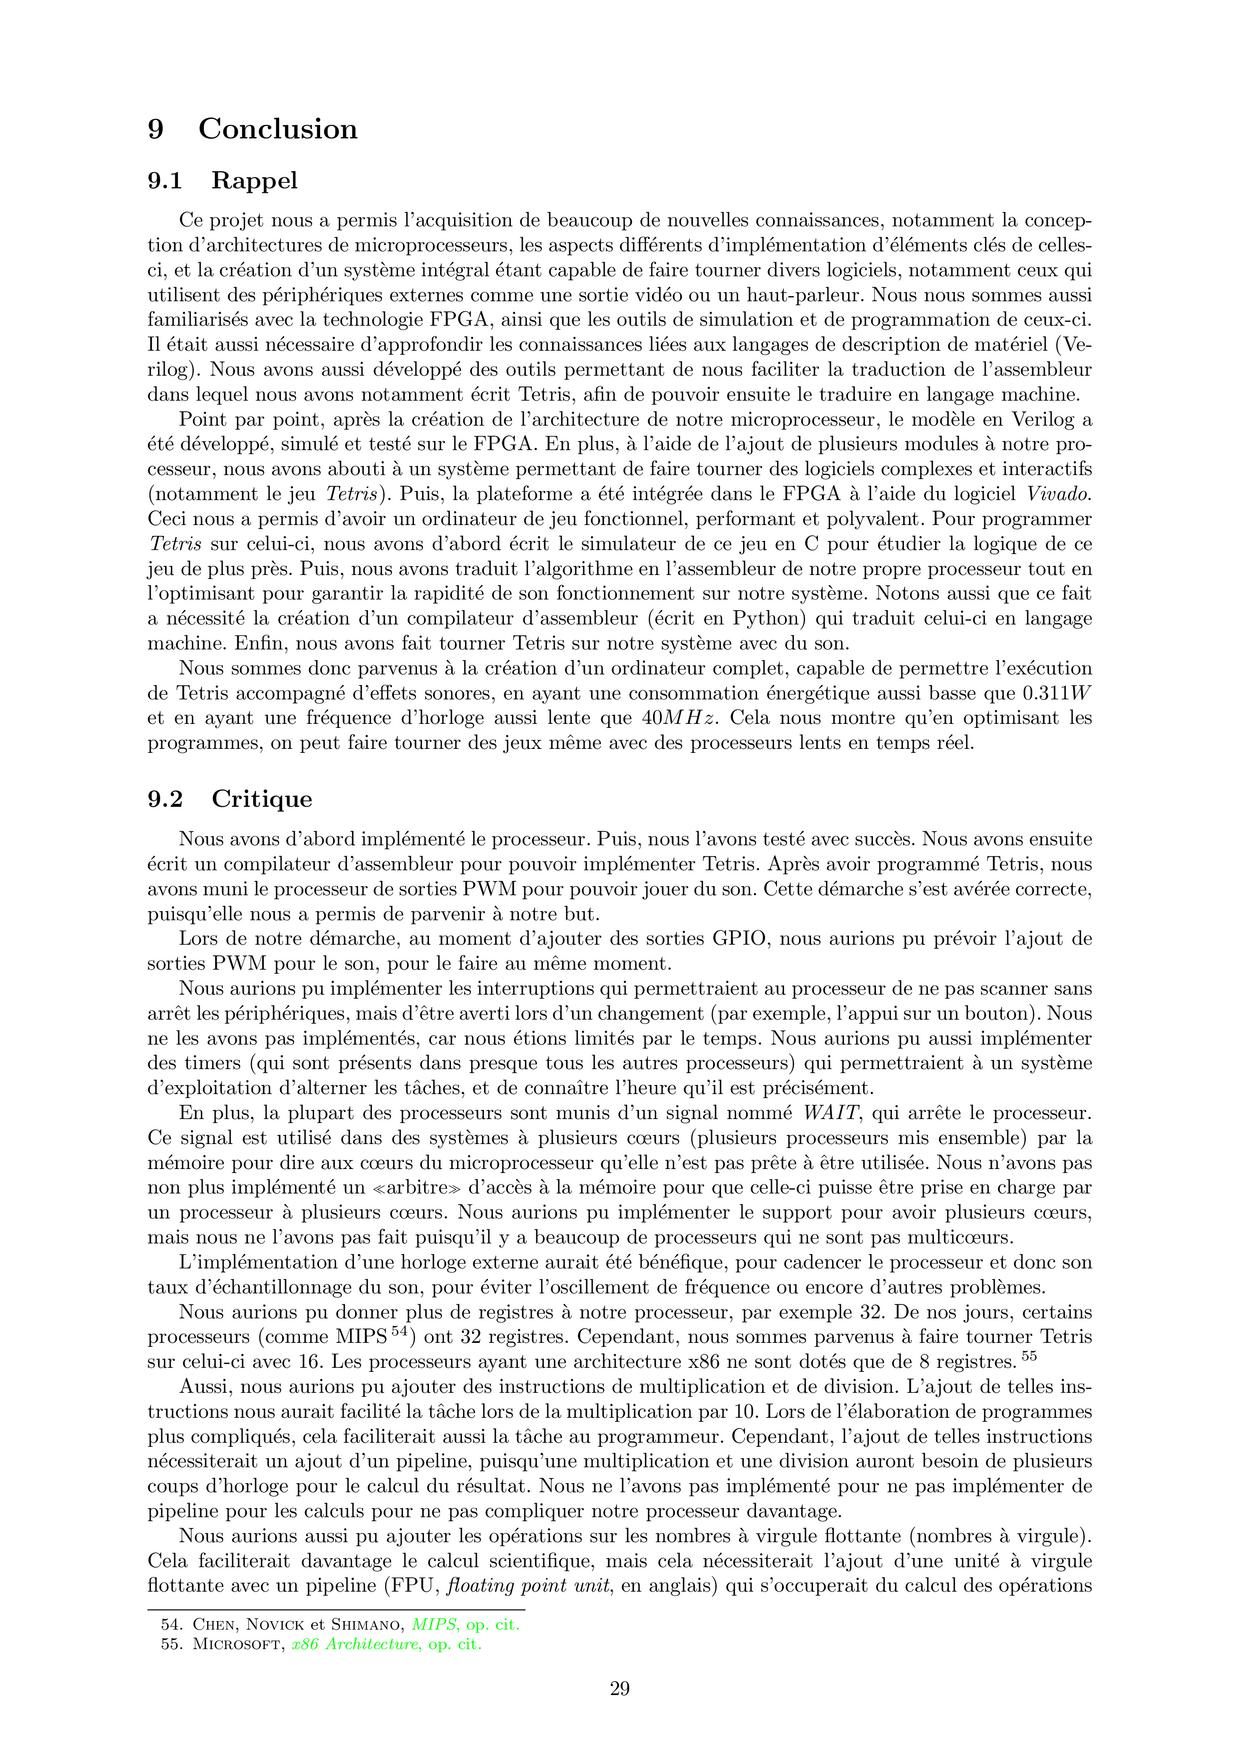 9 Conclusion
9.1 Rappel
Ce projet nous a permis l'acquisition de beaucoup de nouvelles connaissances, notamment la concep-
tion d'architectures de microprocesseurs, les aspects différents d'implémentation d'éléments clés de celles-
ci, et la création d'un système intégral étant capable de faire tourner divers logiciels, notamment ceux qui
utilisent des périphériques externes comme une sortie vidéo ou un haut-parleur. Nous nous sommes aussi
familiarisés avec la technologie FPGA, ainsi que les outils de simulation et de programmation de ceux-ci.
Il était aussi nécessaire d'approfondir les connaissances liées aux langages de description de matériel (Ve-
rilog). Nous avons aussi développé des outils permettant de nous faciliter la traduction de l'assembleur
dans lequel nous avons notamment écrit Tetris, afin de pouvoir ensuite le traduire en langage machine.
Point par point, après la création de l'architecture de notre microprocesseur, le modèle en Verilog a
été développé, simulé et testé sur le FPGA. En plus, à l'aide de l'ajout de plusieurs modules à notre pro-
cesseur, nous avons abouti à un système permettant de faire tourner des logiciels complexes et interactifs
(notamment le jeu Tetris). Puis, la plateforme a été intégrée dans le FPGA à l'aide du logiciel Vivado.
Ceci nous a permis d'avoir un ordinateur de jeu fonctionnel, performant et polyvalent. Pour programmer
Tetris sur celui-ci, nous avons d'abord écrit le simulateur de ce jeu en C pour étudier la logique de ce
jeu de plus près. Puis, nous avons traduit l'algorithme en l'assembleur de notre propre processeur tout en
l'optimisant pour garantir la rapidité de son fonctionnement sur notre système. Notons aussi que ce fait
a nécessité la création d'un compilateur d'assembleur (écrit en Python) qui traduit celui-ci en langage
machine. Enfin, nous avons fait tourner Tetris sur notre système avec du son.
Nous sommes donc parvenus à la création d'un ordinateur complet, capable de permettre l'exécution
de Tetris accompagné d'effets sonores, en ayant une consommation énergétique aussi basse que 0.311W
et en ayant une fréquence d'horloge aussi lente que 40MHz. Cela nous montre qu'en optimisant les
programmes, on peut faire tourner des jeux même avec des processeurs lents en temps réel.
9.2 Critique
Nous avons d'abord implémenté le processeur. Puis, nous l'avons testé avec succès. Nous avons ensuite
écrit un compilateur d'assembleur pour pouvoir implémenter Tetris. Après avoir programmé Tetris, nous
avons muni le processeur de sorties PWM pour pouvoir jouer du son. Cette démarche s'est avérée correcte,
puisqu'elle nous a permis de parvenir à notre but.
Lors de notre démarche, au moment d'ajouter des sorties GPIO, nous aurions pu prévoir l'ajout de
sorties PWM pour le son, pour le faire au même moment.
Nous aurions pu implémenter les interruptions qui permettraient au processeur de ne pas scanner sans
arrêt les périphériques, mais d'être averti lors d'un changement (par exemple, l'appui sur un bouton). Nous
ne les avons pas implémentés, car nous étions limités par le temps. Nous aurions pu aussi implémenter
des timers (qui sont présents dans presque tous les autres processeurs) qui permettraient à un système
d'exploitation d'alterner les tâches, et de connaître l'heure qu'il est précisément.
En plus, la plupart des processeurs sont munis d'un signal nommé WAIT, qui arrête le processeur.
Ce signal est utilisé dans des systèmes à plusieurs cœurs (plusieurs processeurs mis ensemble) par la
mémoire pour dire aux cœurs du microprocesseur qu'elle n'est pas prête à être utilisée. Nous n'avons pas
non plus implémenté un ≪arbitre≫ d'accès à la mémoire pour que celle-ci puisse être prise en charge par
un processeur à plusieurs cœurs. Nous aurions pu implémenter le support pour avoir plusieurs cœurs,
mais nous ne l'avons pas fait puisqu'il y a beaucoup de processeurs qui ne sont pas multicœurs.
L'implémentation d'une horloge externe aurait été bénéfique, pour cadencer le processeur et donc son
taux d'échantillonnage du son, pour éviter l'oscillement de fréquence ou encore d'autres problèmes.
Nous aurions pu donner plus de registres à notre processeur, par exemple 32. De nos jours, certains
processeurs (comme MIPS 54) ont 32 registres. Cependant, nous sommes parvenus à faire tourner Tetris
sur celui-ci avec 16. Les processeurs ayant une architecture x86 ne sont dotés que de 8 registres. 55
Aussi, nous aurions pu ajouter des instructions de multiplication et de division. L'ajout de telles ins-
tructions nous aurait facilité la tâche lors de la multiplication par 10. Lors de l'élaboration de programmes
plus compliqués, cela faciliterait aussi la tâche au programmeur. Cependant, l'ajout de telles instructions
nécessiterait un ajout d'un pipeline, puisqu'une multiplication et une division auront besoin de plusieurs
coups d'horloge pour le calcul du résultat. Nous ne l'avons pas implémenté pour ne pas implémenter de
pipeline pour les calculs pour ne pas compliquer notre processeur davantage.
Nous aurions aussi pu ajouter les opérations sur les nombres à virgule flottante (nombres à virgule).
Cela faciliterait davantage le calcul scientifique, mais cela nécessiterait l'ajout d'une unité à virgule
flottante avec un pipeline (FPU, floating point unit, en anglais) qui s'occuperait du calcul des opérations
54. CHEN, NOVICK et SHIMANO, MIPS, op. cit.
55. MICROSOFT, x86 Architecture, op. cit.
29